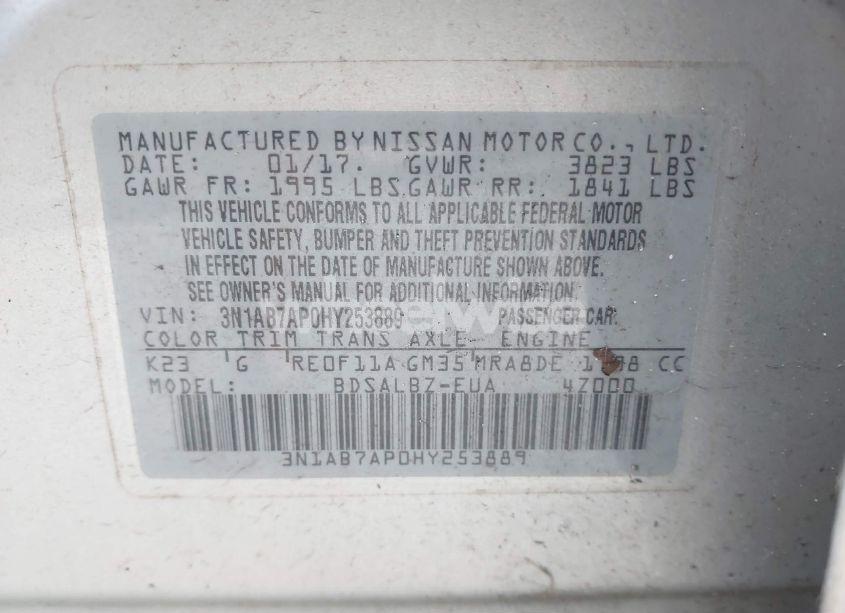 MANUFACTURED BY NISSAN MOTOR CO., LTD.
DATE: 01/17. GVWR: 3823 LBS
GAWR FR: 1995 LBS. GAWR RR: 1841 LBS
THIS VEHICLE CONFORMS TO ALL APPLICABLE FEDERAL MOTOR
VEHICLE SAFETY, BUMPER AND THEFT PREVENTION STANDARDS
IN EFFECT ON THE DATE OF MANUFACTURE SHOWN ABOVE.
SEE OWNER'S MANUAL FOR ADDITIONAL INFORMATION.
VIN: 3N1AB7AP0HY253889 PASSENGER CAR
COLOR TRIM TRANS AXLE ENGINE
K23 G RE0F11A GM35 MRA8DE CC
MODEL: BDSALBZ-EUA 4Z000
3N1AB7AP0HY253889